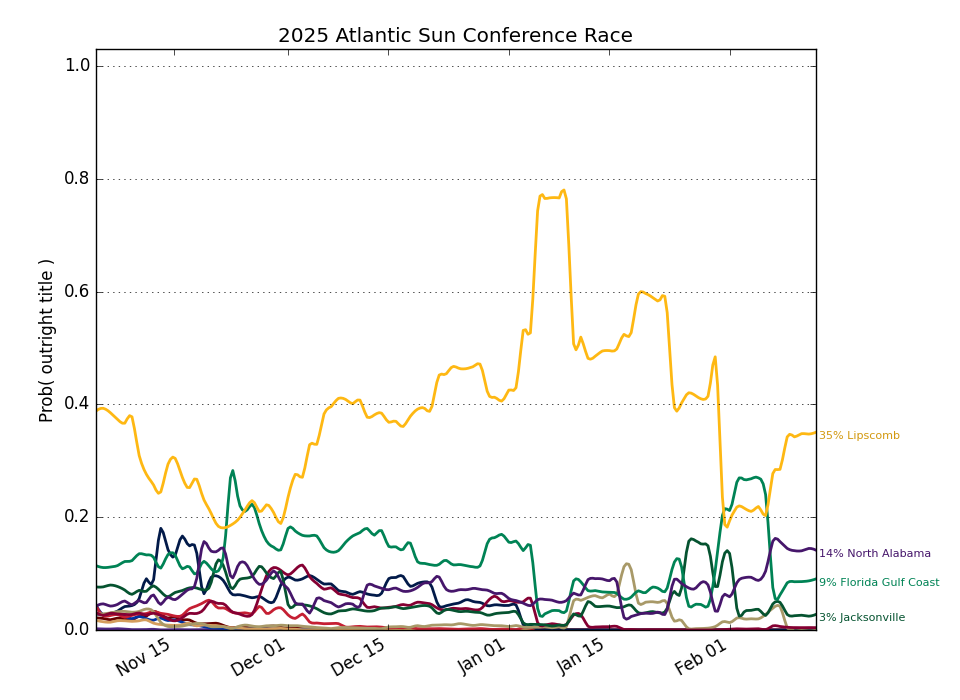 2025 Atlantic Sun Conference Race
Prob( outright title )
1.0
0.8
0.6
0.4
0.2
0.0
35% Lipscomb
14% North Alabama
9% Florida Gulf Coast
3% Jacksonville
Nov 15
Dec 01
Dec 15
Jan 01
Jan 15
Feb 01